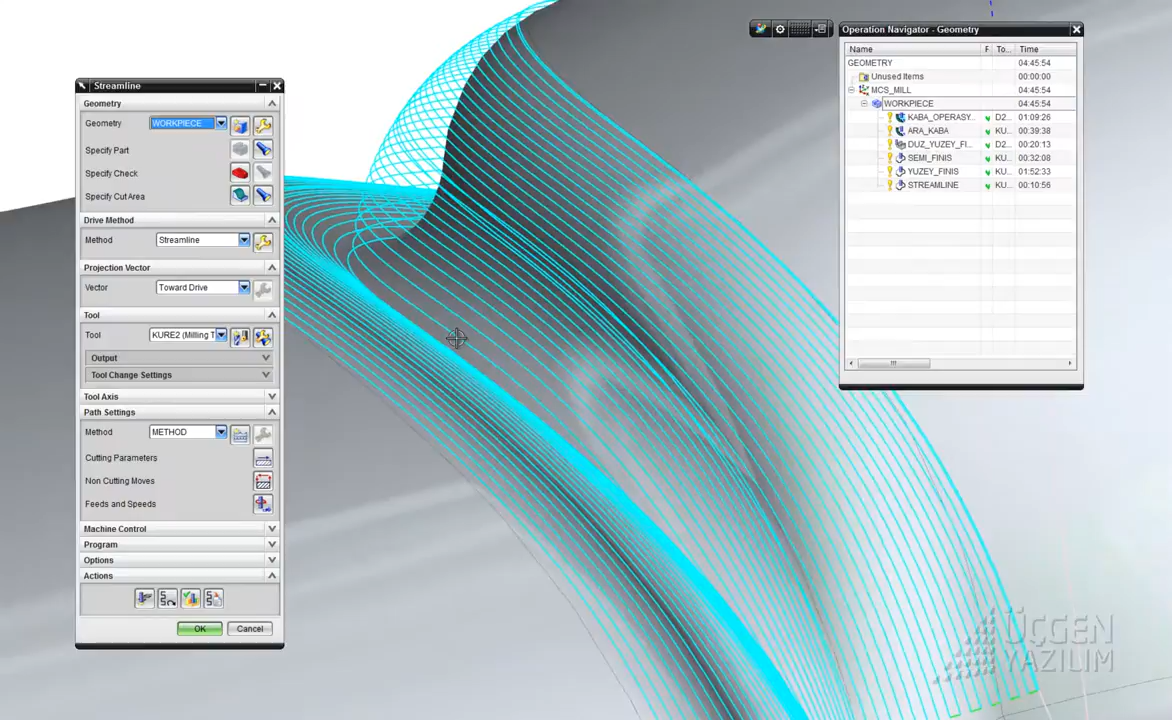 Streamline
Geometry
Geometry WORKPIECE
Specify Part
Specify Check
Specify Cut Area
Drive Method
Method Streamline
Projection Vector
Vector Toward Drive
Tool
Tool KURE2 (Milling T
Output
Tool Change Settings
Tool Axis
Path Settings
Method METHOD
Cutting Parameters
Non Cutting Moves
Feeds and Speeds
Machine Control
Program
Options
Actions
OK Cancel
Operation Navigator - Geometry
Name F To... Time
GEOMETRY 04:45:54
Unused Items 00:00:00
MCS_MILL 04:45:54
WORKPIECE 04:45:54
KABA_OPERASY... D2... 01:09:26
ARA_KABA KU... 00:39:38
DUZ_YUZEY_FI... D2... 00:20:13
SEMI_FINIS KU... 00:32:08
YUZEY_FINIS KU... 01:52:33
STREAMLINE KU... 00:10:56
ÜÇGEN
YAZILIM